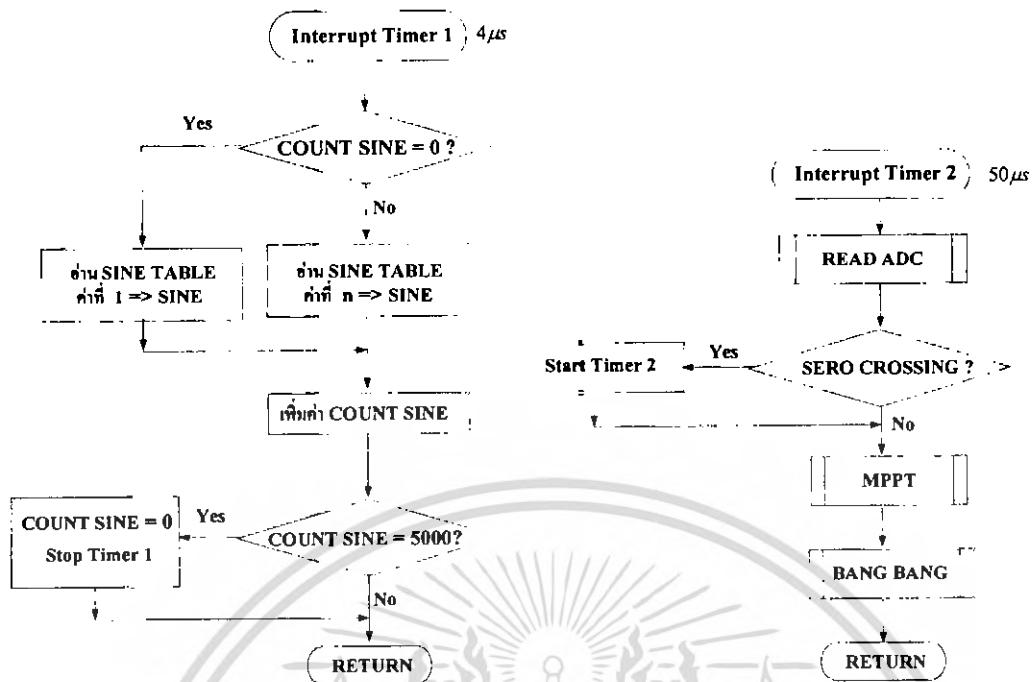 Interrupt Timer 1
4μs
Yes
COUNT SINE = 0 ?
No
อ่าน SINE TABLE
ค่าที่ 1 => SINE
อ่าน SINE TABLE
ค่าที่ n => SINE
เพิ่มค่า COUNT SINE
COUNT SINE = 0
Stop Timer 1
Yes
COUNT SINE = 5000?
No
RETURN
Interrupt Timer 2
50μs
READ ADC
Start Timer 2
Yes
SERO CROSSING ?
No
MPPT
BANG BANG
RETURN